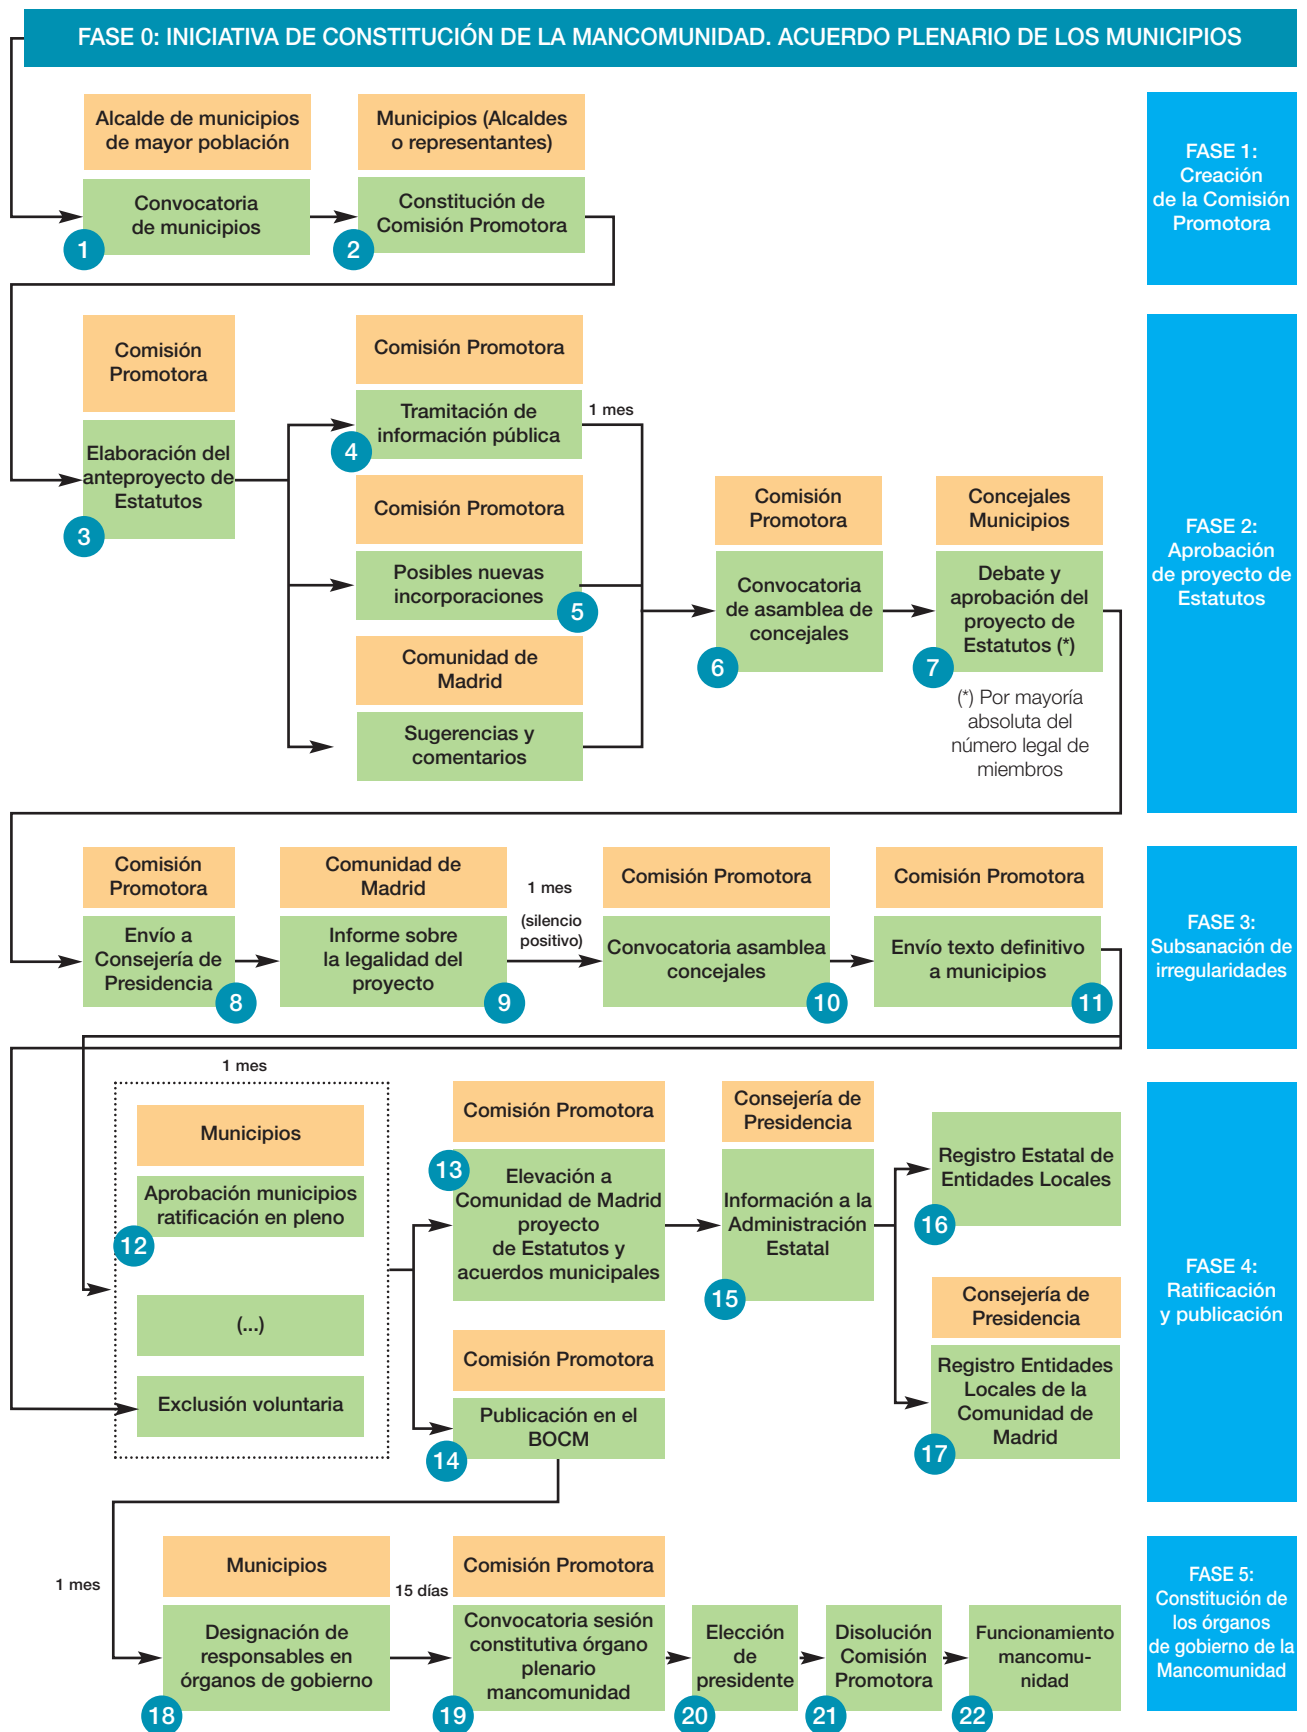 FASE 0: INICIATIVA DE CONSTITUCIÓN DE LA MANCOMUNIDAD. ACUERDO PLENARIO DE LOS MUNICIPIOS
Alcalde de municipios
de mayor población
Convocatoria
de municipios
1
Municipios (Alcaldes
o representantes)
Constitución de
Comisión Promotora
2
FASE 1:
Creación
de la Comisión
Promotora
Comisión
Promotora
Elaboración del
anteproyecto de
Estatutos
3
Comisión Promotora
Tramitación de
información pública
4
1 mes
Comisión Promotora
Posibles nuevas
incorporaciones
5
Comunidad de
Madrid
Sugerencias y
comentarios
Comisión
Promotora
Convocatoria
de asamblea de
concejales
6
Concejales
Municipios
Debate y
aprobación del
proyecto de
Estatutos (*)
7
(*) Por mayoría
absoluta del
número legal de
miembros
FASE 2:
Aprobación
de proyecto de
Estatutos
Comisión
Promotora
Envío a
Consejería de
Presidencia
8
Comunidad de
Madrid
Informe sobre
la legalidad del
proyecto
9
1 mes
(silencio
positivo)
Comisión Promotora
Convocatoria asamblea
concejales
10
Comisión Promotora
Envío texto definitivo
a municipios
11
FASE 3:
Subsanación de
irregularidades
1 mes
Municipios
Aprobación municipios
ratificación en pleno
12
(...)
Exclusión voluntaria
Comisión Promotora
13
Elevación a
Comunidad de Madrid
proyecto
de Estatutos y
acuerdos municipales
Comisión Promotora
Publicación en el
BOCM
14
Consejería de
Presidencia
Información a la
Administración
Estatal
15
Registro Estatal de
Entidades Locales
16
Consejería de
Presidencia
Registro Entidades
Locales de la
Comunidad de
Madrid
17
FASE 4:
Ratificación
y publicación
1 mes
Municipios
Designación de
responsables en
órganos de gobierno
18
15 días
Comisión Promotora
Convocatoria sesión
constitutiva órgano
plenario
mancomunidad
19
Elección
de
presidente
20
Disolución
Comisión
Promotora
21
Funcionamiento
mancomu-
nidad
22
FASE 5:
Constitución de
los órganos
de gobierno de la
Mancomunidad